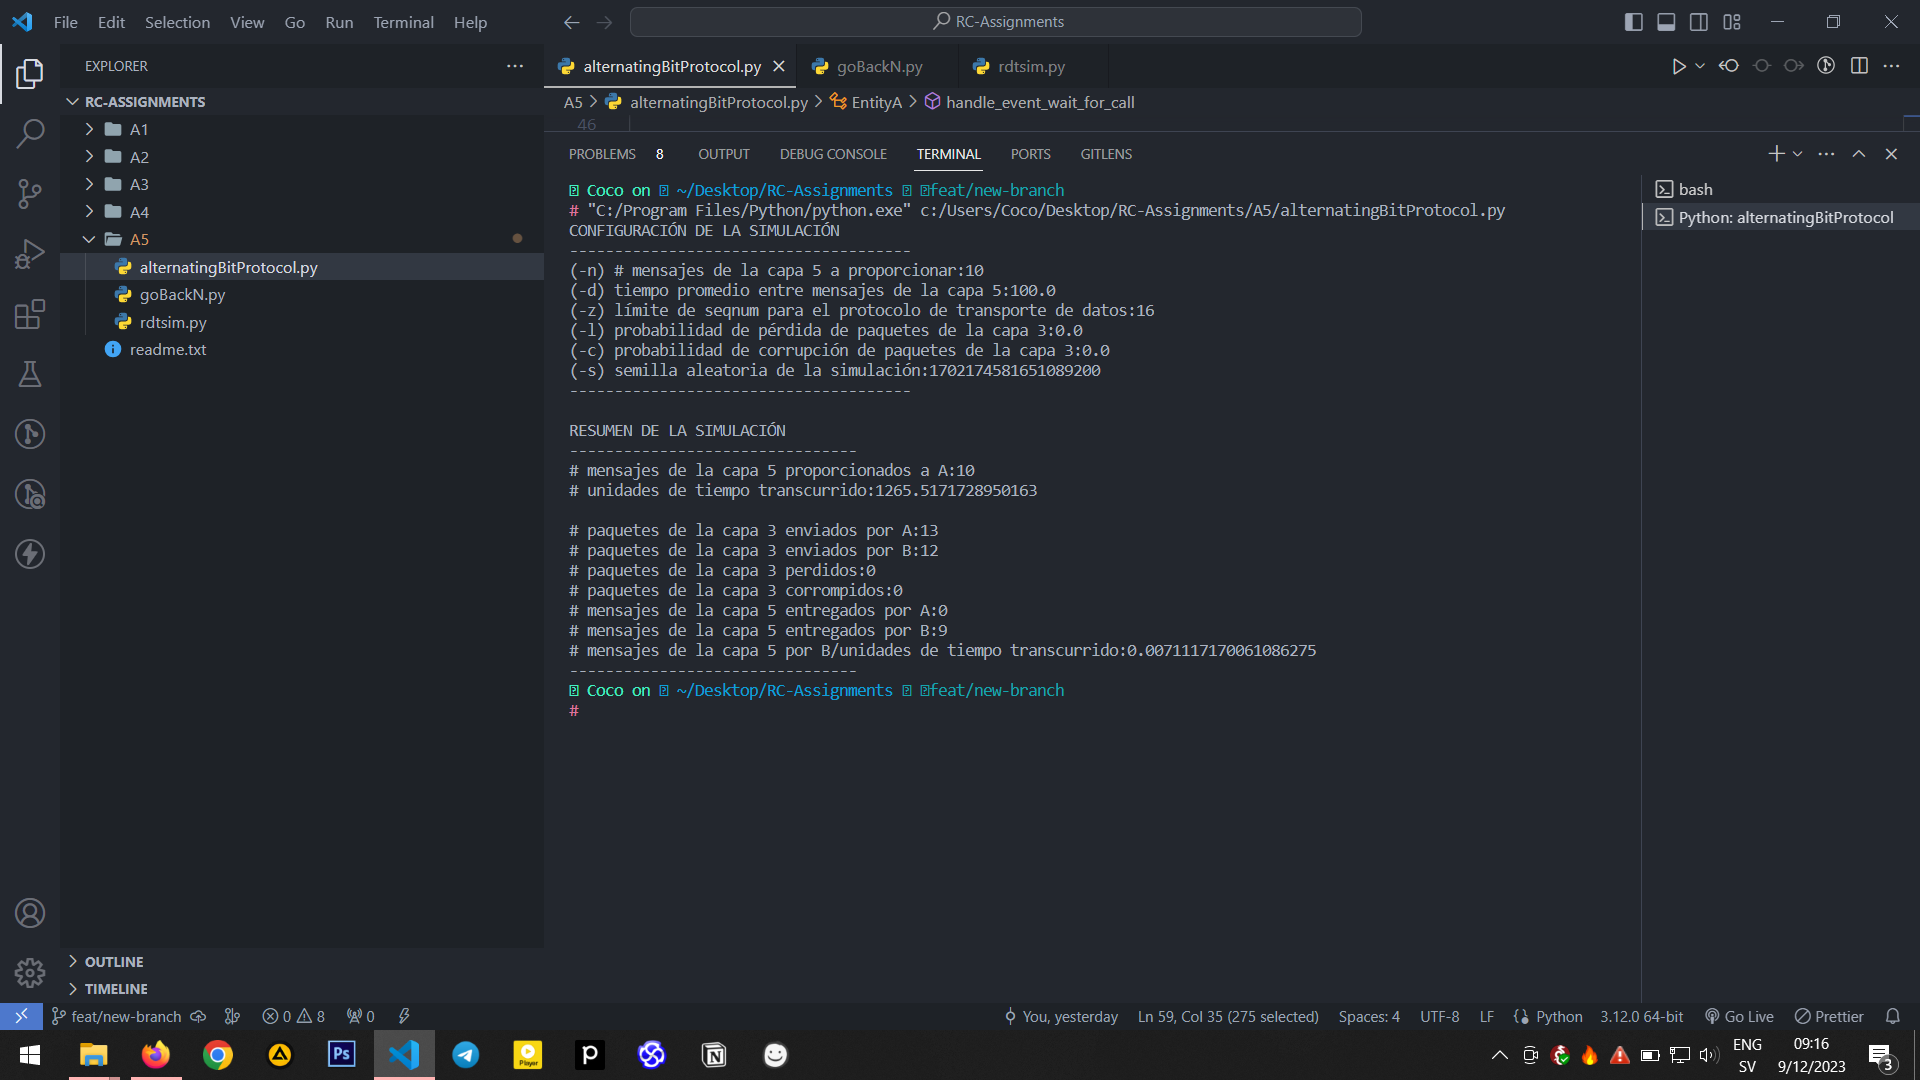 File Edit Selection View Go Run Terminal Help
RC-Assignments
EXPLORER
RC-ASSIGNMENTS
A1
A2
A3
A4
A5
alternatingBitProtocol.py
goBackN.py
rdtsim.py
readme.txt
OUTLINE
TIMELINE
alternatingBitProtocol.py goBackN.py rdtsim.py
A5 > alternatingBitProtocol.py > EntityA > handle_event_wait_for_call
46
PROBLEMS 8 OUTPUT DEBUG CONSOLE TERMINAL PORTS GITLENS
Coco on ~/Desktop/RC-Assignments feat/new-branch
# "C:/Program Files/Python/python.exe" c:/Users/Coco/Desktop/RC-Assignments/A5/alternatingBitProtocol.py
CONFIGURACIÓN DE LA SIMULACIÓN
--------------------------------------
(-n) # mensajes de la capa 5 a proporcionar:10
(-d) tiempo promedio entre mensajes de la capa 5:100.0
(-z) límite de seqnum para el protocolo de transporte de datos:16
(-l) probabilidad de pérdida de paquetes de la capa 3:0.0
(-c) probabilidad de corrupción de paquetes de la capa 3:0.0
(-s) semilla aleatoria de la simulación:1702174581651089200
--------------------------------------
RESUMEN DE LA SIMULACIÓN
--------------------------------
# mensajes de la capa 5 proporcionados a A:10
# unidades de tiempo transcurrido:1265.5171728950163
# paquetes de la capa 3 enviados por A:13
# paquetes de la capa 3 enviados por B:12
# paquetes de la capa 3 perdidos:0
# paquetes de la capa 3 corrompidos:0
# mensajes de la capa 5 entregados por A:0
# mensajes de la capa 5 entregados por B:9
# mensajes de la capa 5 por B/unidades de tiempo transcurrido:0.0071117170061086275
--------------------------------
Coco on ~/Desktop/RC-Assignments feat/new-branch
#
bash
Python: alternatingBitProtocol
feat/new-branch 0 8 0 You, yesterday Ln 59, Col 35 (275 selected) Spaces: 4 UTF-8 LF Python 3.12.0 64-bit Go Live Prettier
Ps
Player
ENG
SV
09:16
9/12/2023
3